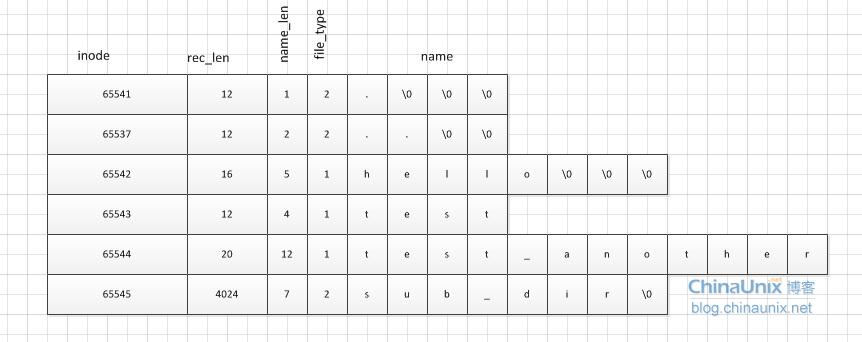 inode rec_len name_len file_type name
65541 12 1 2 . \0 \0 \0
65537 12 2 2 . . \0 \0
65542 16 5 1 h e l l o \0 \0 \0
65543 12 4 1 t e s t
65544 20 12 1 t e s t _ a n o t h e r
65545 4024 7 2 s u b _ d i r \0
ChinaUnix.net 博客
blog.chinaunix.net